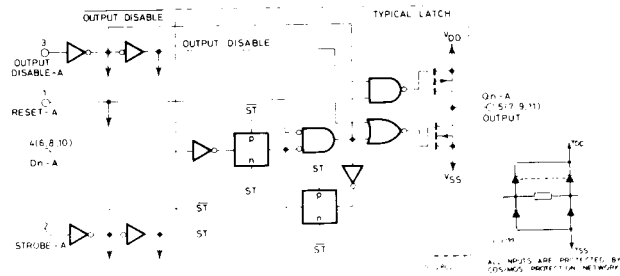 OUTPUT DISABLE
TYPICAL LATCH
3
OUTPUT DISABLE
VDD
OUTPUT
DISABLE-A
1
RESET-A
ST
Qn-A
OUTPUT
4(6,8,10)
Dn-A
p
n
ST
ST
VSS
p
n
ST
ST
ST
STROBE-A
VSS
ALL INPUTS ARE PROTECTED BY
COS/MOS PROTECTION NETWORK